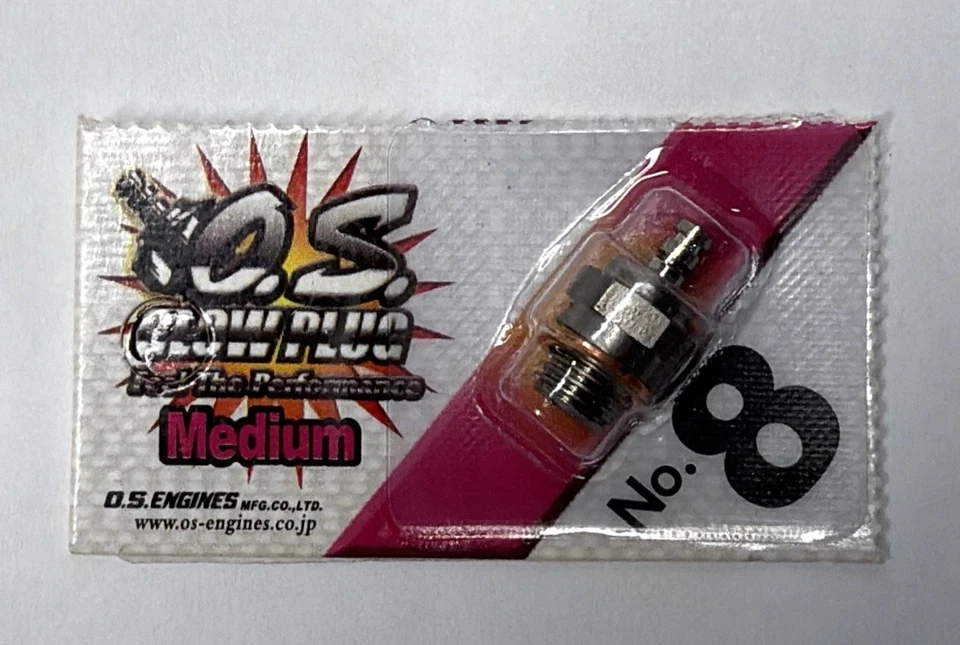 O.S.
GLOW PLUG
Feel The Performance
Medium
O.S.ENGINES MFG.CO.,LTD.
www.os-engines.co.jp
No.8